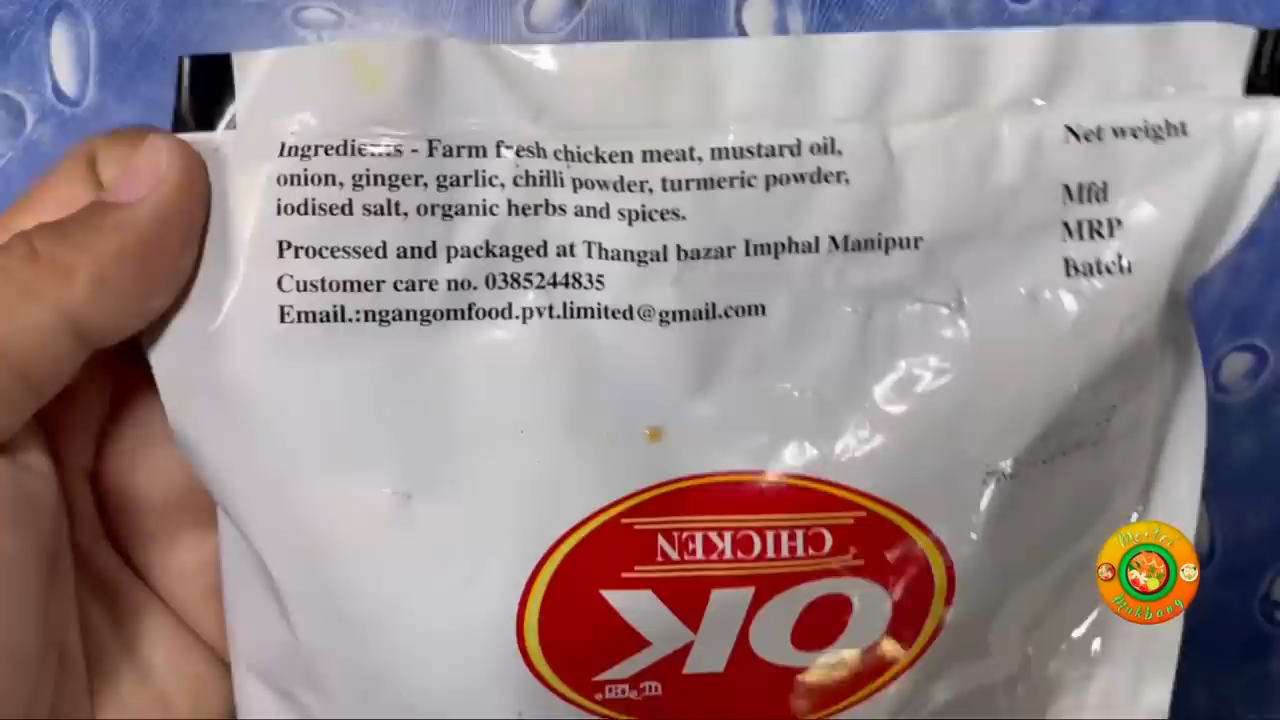 Ingredients - Farm fresh chicken meat, mustard oil,
onion, ginger, garlic, chilli powder, turmeric powder,
iodised salt, organic herbs and spices.
Processed and packaged at Thangal bazar Imphal Manipur
Customer care no. 0385244835
Email.:ngangomfood.pvt.limited@gmail.com
Net weight
Mfd
MRP
Batch
CHICKEN
OK
Meitei
Mukbang